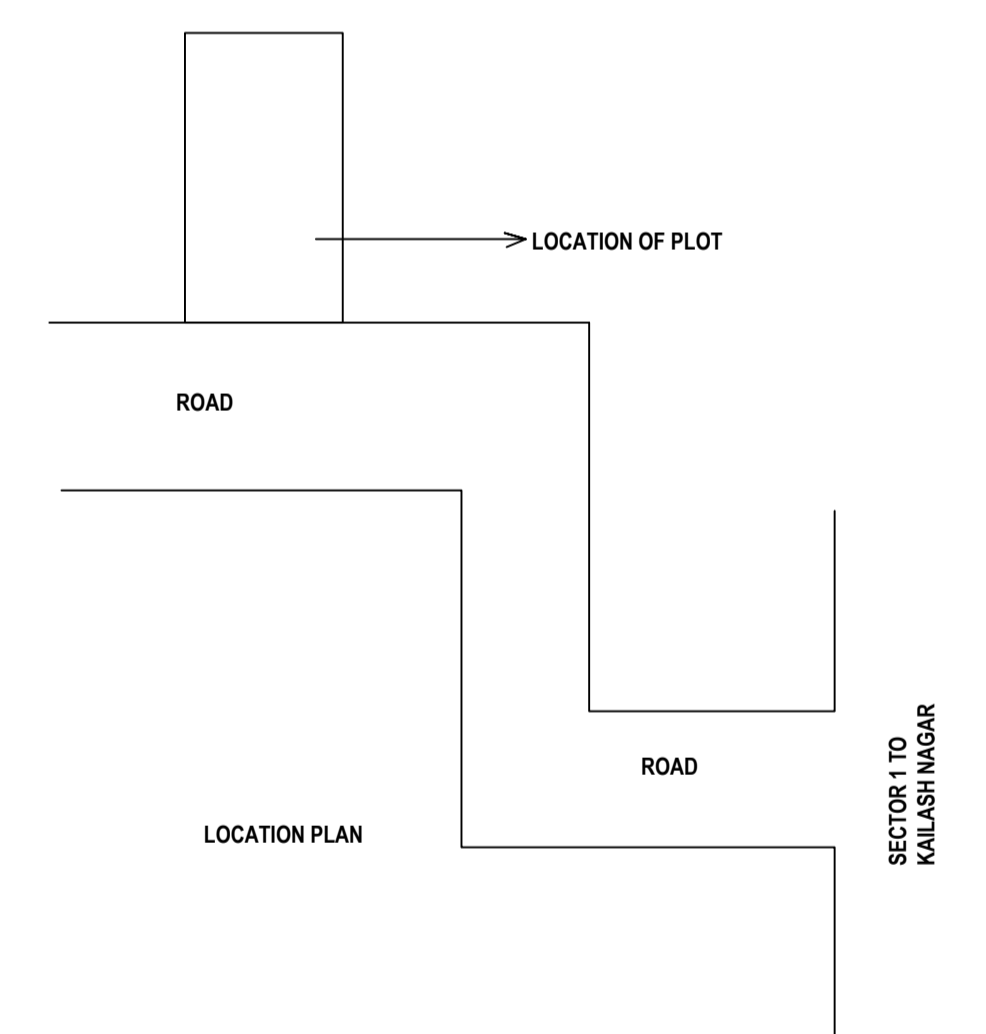 LOCATION OF PLOT
ROAD
ROAD
SECTOR 1 TO
KAILASH NAGAR
LOCATION PLAN